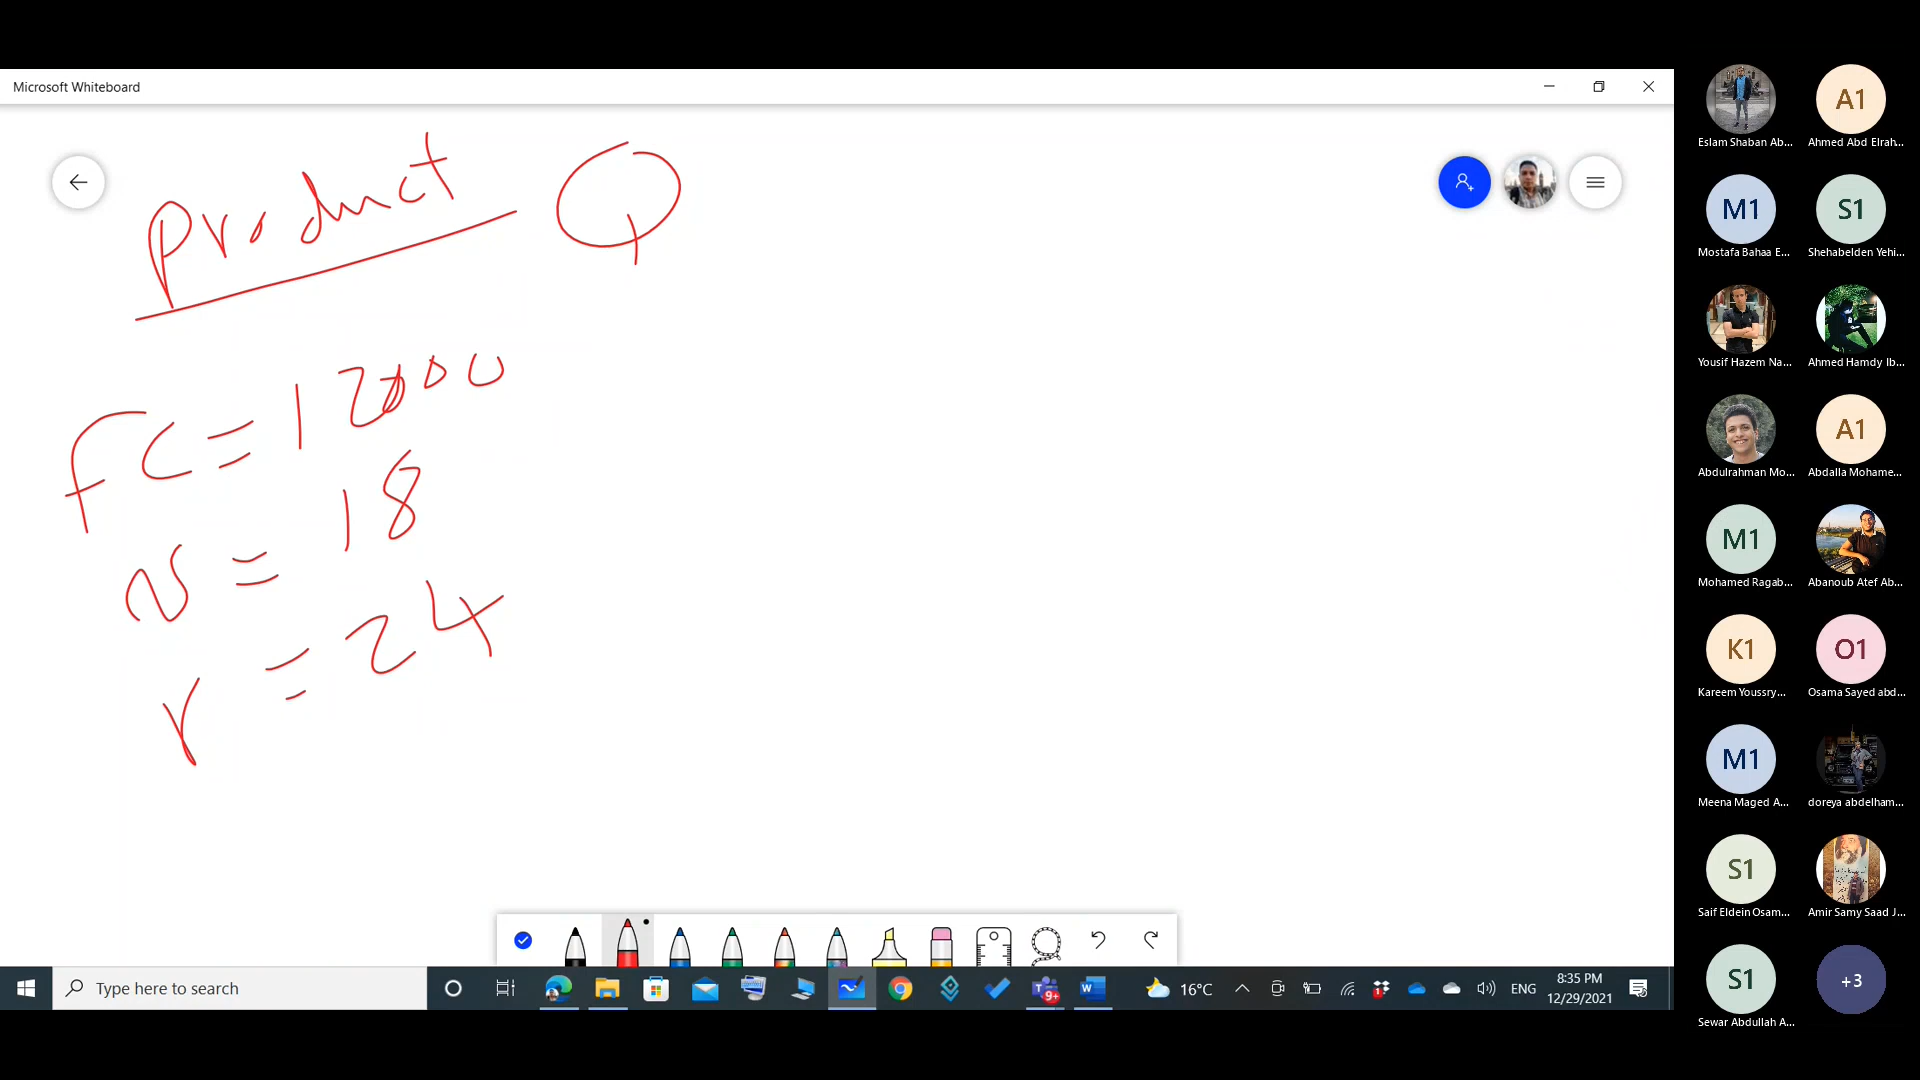 Microsoft Whiteboard
Product Q
FC = 12000
v = 18
r = 24
Eslam Shaban Ab...
A1
Ahmed Abd Elrah...
M1
Mostafa Bahaa E...
S1
Shehabelden Yehi...
Yousif Hazem Na...
Ahmed Hamdy Ib...
Abdulrahman Mo...
A1
Abdalla Mohame...
M1
Mohamed Ragab...
Abanoub Atef Ab...
K1
Kareem Youssry...
O1
Osama Sayed abd...
M1
Meena Maged A...
doreya abdelham...
S1
Saif Eldein Osam...
Amir Samy Saad J...
S1
Sewar Abdullah A...
+3
Type here to search
9+
16°C
ENG
8:35 PM
12/29/2021